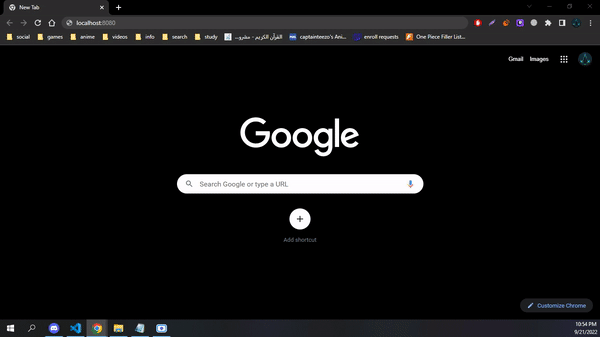 New Tab
localhost:8080
social games anime videos info search study القرآن الكريم - مشرو... captainteezo's Ani... enroll requests One Piece Filler List...
Gmail Images
Google
Search Google or type a URL
Add shortcut
Customize Chrome
10:54 PM
9/21/2022